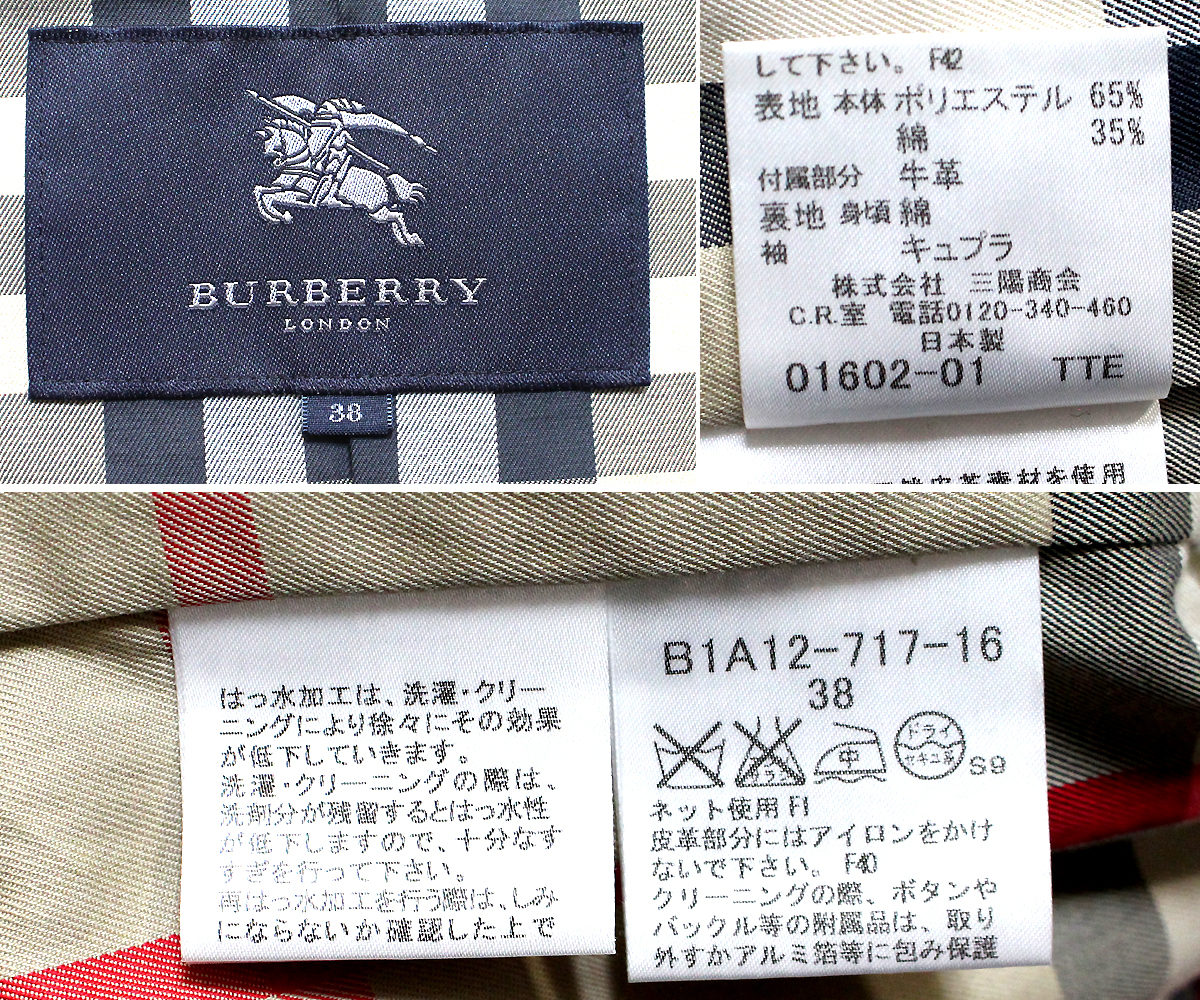 BURBERRY
LONDON
38
して下さい。 F42
表地 本体 ポリエステル 65%
綿 35%
付属部分 牛革
裏地 身頃 綿
袖 キュプラ
株式会社 三陽商会
C.R.室 電話0120-340-460
日本製
01602-01 TTE
皮革素材を使用
はっ水加工は、洗濯・クリー
ニングにより徐々にその効果
が低下していきます。
洗濯・クリーニングの際は、
洗剤分が残留するとはっ水性
が低下しますので、十分なす
すぎを行って下さい。
再はっ水加工を行う際は、しみ
にならないか確認した上で
B1A12-717-16
38
エンソ
中
ドライ
セキユ系
S9
ネット使用 F1
皮革部分にはアイロンをかけ
ないで下さい。 F40
クリーニングの際、ボタンや
バックル等の附属品は、取り
外すかアルミ箔等に包み保護